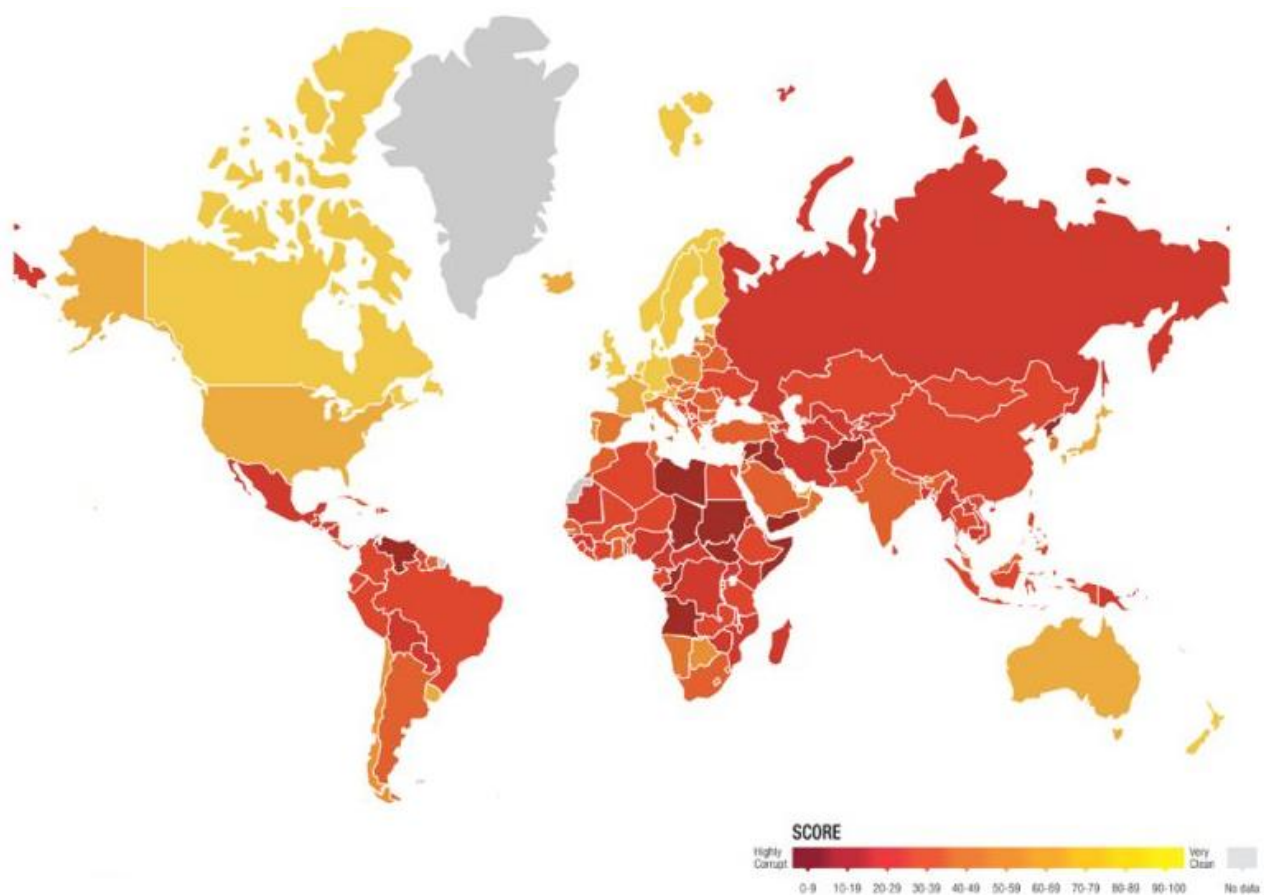 SCORE
Highly Corrupt
Very Clean
0-9 10-19 20-29 30-39 40-49 50-59 60-69 70-79 80-89 90-100 No data